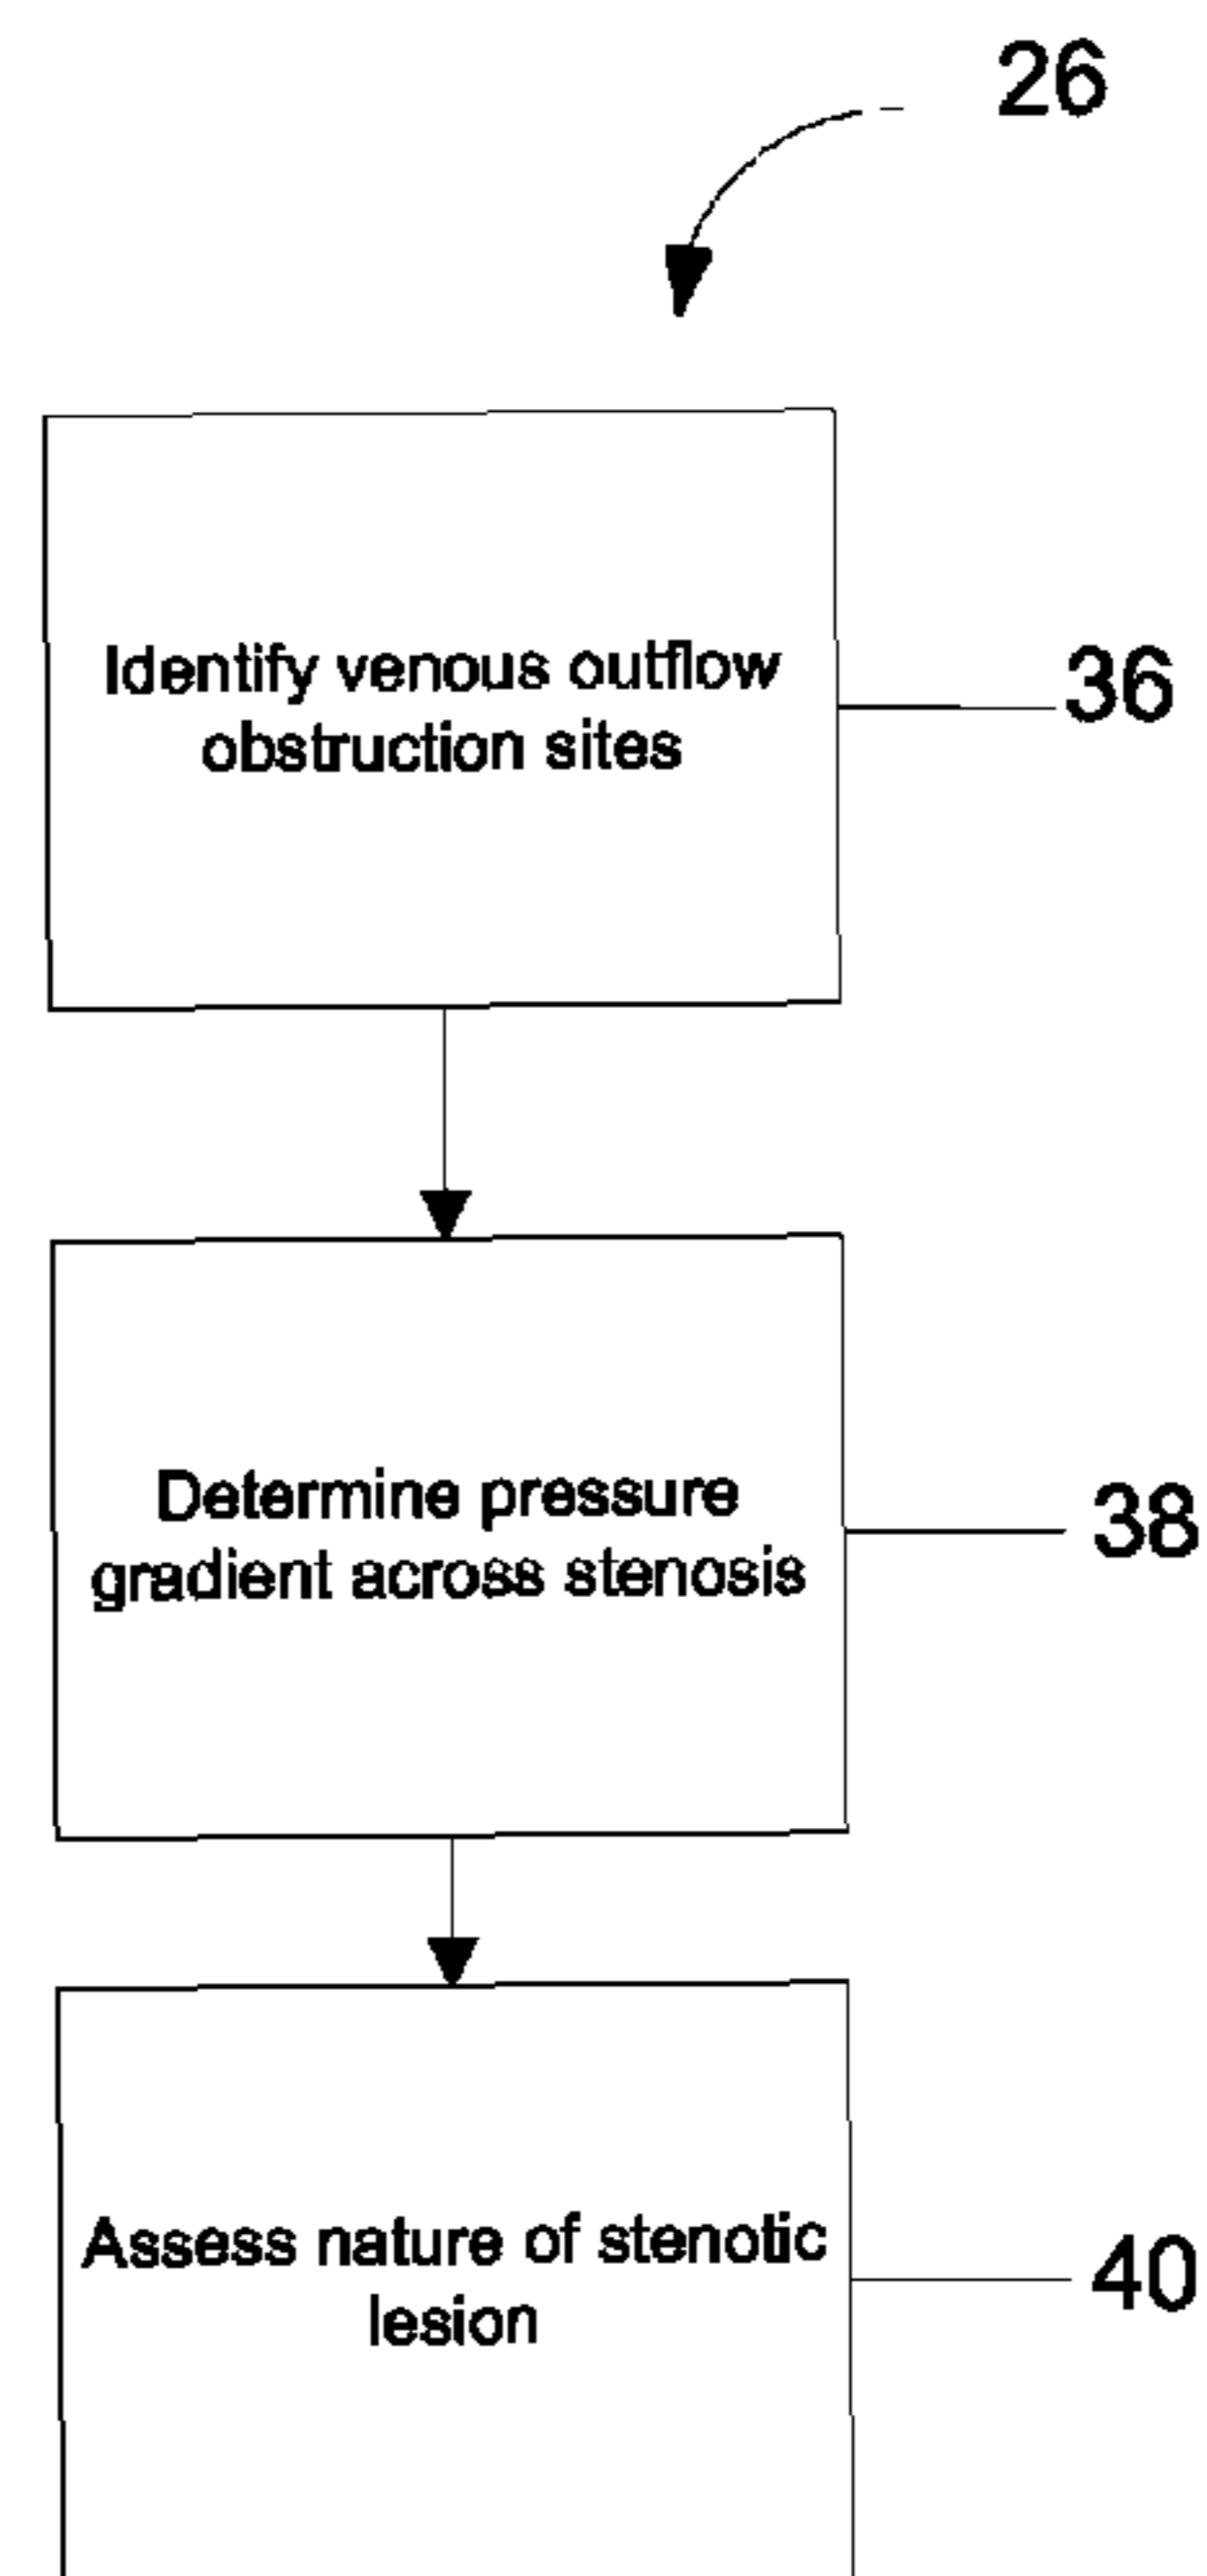 26
Identify venous outflow
obstruction sites
36
Determine pressure
gradient across stenosis
38
Assess nature of stenotic
lesion
40